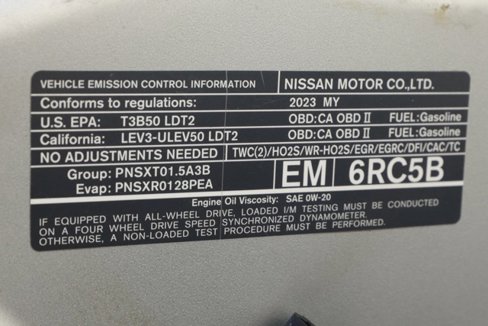 VEHICLE EMISSION CONTROL INFORMATION NISSAN MOTOR CO.,LTD.
Conforms to regulations: 2023 MY
U.S. EPA: T3B50 LDT2 OBD:CA OBD II FUEL:Gasoline
California: LEV3-ULEV50 LDT2 OBD:CA OBD II FUEL:Gasoline
NO ADJUSTMENTS NEEDED TWC(2)/HO2S/WR-HO2S/EGR/EGRC/DFI/CAC/TC
Group: PNSXT01.5A3B
Evap: PNSXR0128PEA
EM 6RC5B
Engine Oil Viscosity: SAE 0W-20
IF EQUIPPED WITH ALL-WHEEL DRIVE, LOADED I/M TESTING MUST BE CONDUCTED
ON A FOUR WHEEL DRIVE SPEED SYNCHRONIZED DYNAMOMETER.
OTHERWISE, A NON-LOADED TEST PROCEDURE MUST BE PERFORMED.